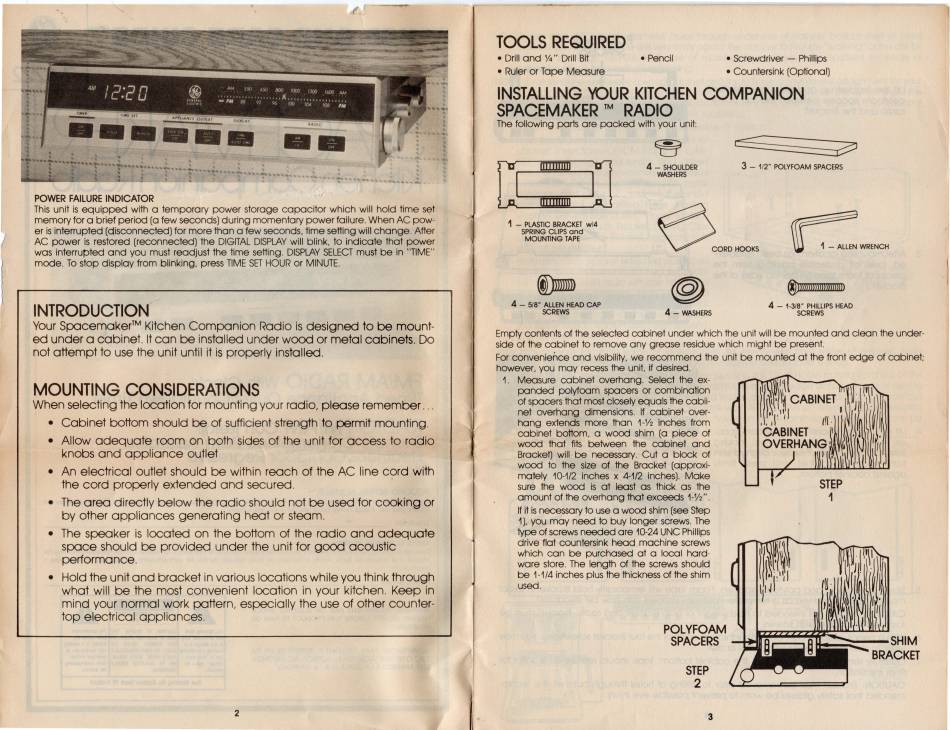 AM 12:20
AM 530
1600 AM
FM 88
108 FM
GENERAL ELECTRIC
TIMER
TIME SET
APPLIANCE OUTLET
DISPLAY
RADIO
POWER FAILURE INDICATOR
This unit is equipped with a temporary power storage capacitor which will hold time set
memory for a brief period (a few seconds) during momentary power failure. When AC pow-
er is interrupted (disconnected) for more than a few seconds, time setting will change. After
AC power is restored (reconnected) the DIGITAL DISPLAY will blink, to indicate that power
was interrupted and you must readjust the time setting. DISPLAY SELECT must be in "TIME"
mode. To stop display from blinking, press TIME SET HOUR or MINUTE.
INTRODUCTION
Your Spacemaker™ Kitchen Companion Radio is designed to be mount-
ed under a cabinet. It can be installed under wood or metal cabinets. Do
not attempt to use the unit until it is properly installed.
MOUNTING CONSIDERATIONS
When selecting the location for mounting your radio, please remember...
• Cabinet bottom should be of sufficient strength to permit mounting.
• Allow adequate room on both sides of the unit for access to radio
knobs and appliance outlet
• An electrical outlet should be within reach of the AC line cord with
the cord properly extended and secured.
• The area directly below the radio should not be used for cooking or
by other appliances generating heat or steam.
• The speaker is located on the bottom of the radio and adequate
space should be provided under the unit for good acoustic
performance.
• Hold the unit and bracket in various locations while you think through
what will be the most convenient location in your kitchen. Keep in
mind your normal work pattern, especially the use of other counter-
top electrical appliances.
2
TOOLS REQUIRED
• Drill and ¼" Drill Bit
• Pencil
• Screwdriver — Phillips
• Ruler or Tape Measure
• Countersink (Optional)
INSTALLING YOUR KITCHEN COMPANION
SPACEMAKER™ RADIO
The following parts are packed with your unit:
4 — SHOULDER
WASHERS
3 — 1/2" POLYFOAM SPACERS
1 — PLASTIC BRACKET w/4
SPRING CLIPS and
MOUNTING TAPE
CORD HOOKS
1 — ALLEN WRENCH
4 — 5/8" ALLEN HEAD CAP
SCREWS
4 — WASHERS
4 — 1-3/8" PHILLIPS HEAD
SCREWS
Empty contents of the selected cabinet under which the unit will be mounted and clean the under-
side of the cabinet to remove any grease residue which might be present.
For convenience and visibility, we recommend the unit be mounted at the front edge of cabinet;
however, you may recess the unit, if desired.
1. Measure cabinet overhang. Select the ex-
panded polyfoam spacers or combination
of spacers that most closely equals the cabi-
net overhang dimensions. If cabinet over-
hang extends more than 1-½ inches from
cabinet bottom, a wood shim (a piece of
wood that fits between the cabinet and
Bracket) will be necessary. Cut a block of
wood to the size of the Bracket (approxi-
mately 10-1/2 inches x 4-1/2 inches). Make
sure the wood is at least as thick as the
amount of the overhang that exceeds 1-½".
If it is necessary to use a wood shim (see Step
1), you may need to buy longer screws. The
type of screws needed are 10-24 UNC Phillips
drive flat countersink head machine screws
which can be purchased at a local hard-
ware store. The length of the screws should
be 1-1/4 inches plus the thickness of the shim
used.
CABINET
CABINET
OVERHANG
STEP
1
POLYFOAM
SPACERS
SHIM
BRACKET
STEP
2
3